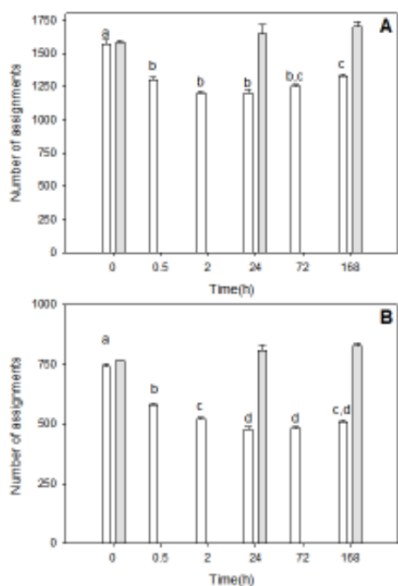 A
1750
1500
1250
1000
750
500
250
0
Number of assignments
a
b
b
b
b,c
c
0 0.5 2 24 72 168
Time(h)
B
1000
750
500
250
0
Number of assignments
a
b
c
d
d
c,d
0 0.5 2 24 72 168
Time(h)